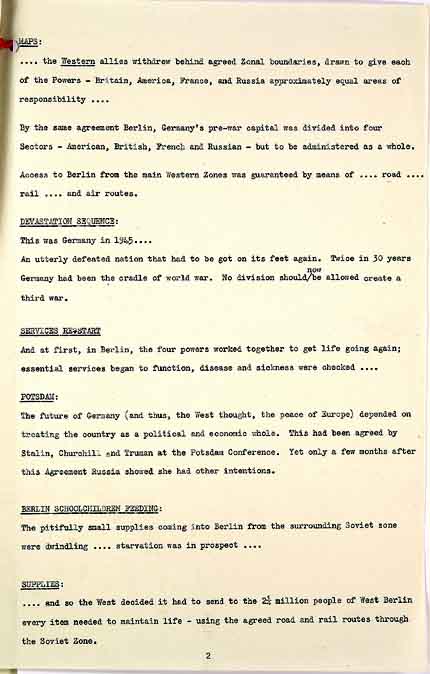 MAPS:
.... the Western allies withdrew behind agreed Zonal boundaries, drawn to give each
of the Powers - Britain, America, France, and Russia approximately equal areas of
responsibility ....
By the same agreement Berlin, Germany's pre-war capital was divided into four
Sectors - American, British, French and Russian - but to be administered as a whole.
Access to Berlin from the main Western Zones was guaranteed by means of .... road ....
rail .... and air routes.
DEVASTATION SEQUENCE:
This was Germany in 1945....
An utterly defeated nation that had to be got on its feet again. Twice in 30 years
now
Germany had been the cradle of world war. No division should/be allowed create a
third war.
SERVICES RE-START
And at first, in Berlin, the four powers worked together to get life going again;
essential services began to function, disease and sickness were checked ....
POTSDAM:
The future of Germany (and thus, the West thought, the peace of Europe) depended on
treating the country as a political and economic whole. This had been agreed by
Stalin, Churchill and Truman at the Potsdam Conference. Yet only a few months after
this Agreement Russia showed she had other intentions.
BERLIN SCHOOLCHILDREN FEEDING:
The pitifully small supplies coming into Berlin from the surrounding Soviet zone
were dwindling .... starvation was in prospect ....
SUPPLIES:
.... and so the West decided it had to send to the 2¼ million people of West Berlin
every item needed to maintain life - using the agreed road and rail routes through
the Soviet Zone.
2